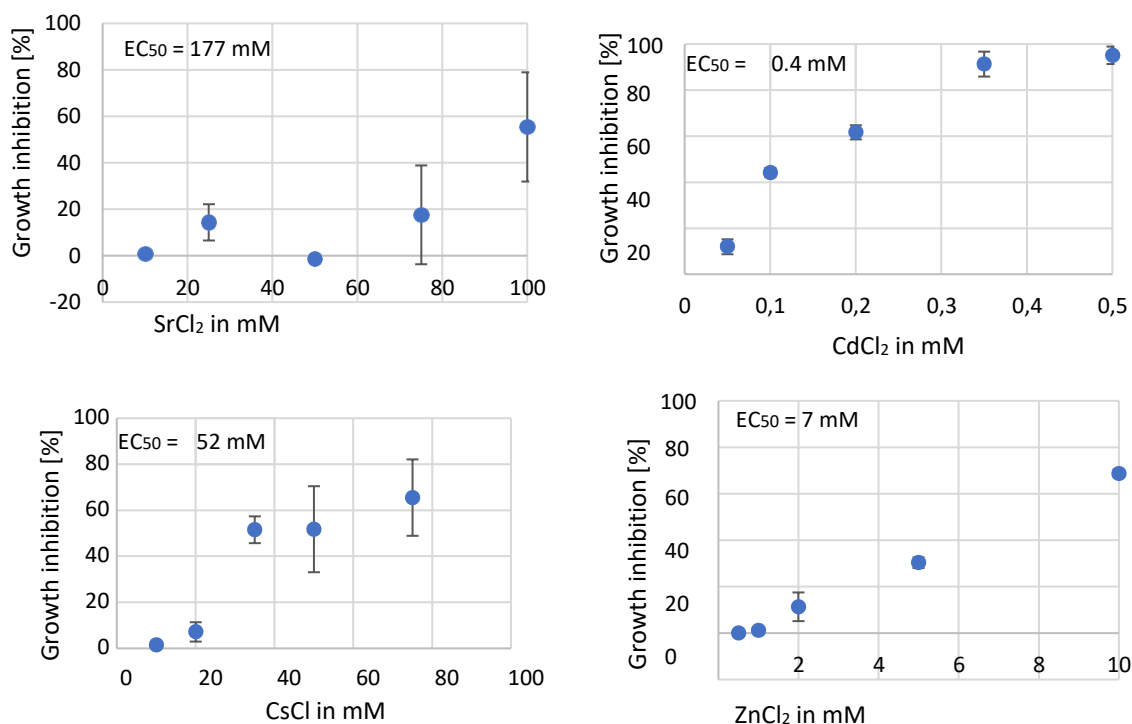 EC50 = 177 mM
Growth inhibition [%]
100
80
60
40
20
0
-20
0 20 40 60 80 100
SrCl2 in mM
EC50 = 0.4 mM
Growth inhibition [%]
100
80
60
40
20
0 0,1 0,2 0,3 0,4 0,5
CdCl2 in mM
EC50 = 52 mM
Growth inhibition [%]
100
80
60
40
20
0
0 20 40 60 80 100
CsCl in mM
EC50 = 7 mM
Growth inhibition [%]
100
80
60
40
20
0
2 4 6 8 10
ZnCl2 in mM